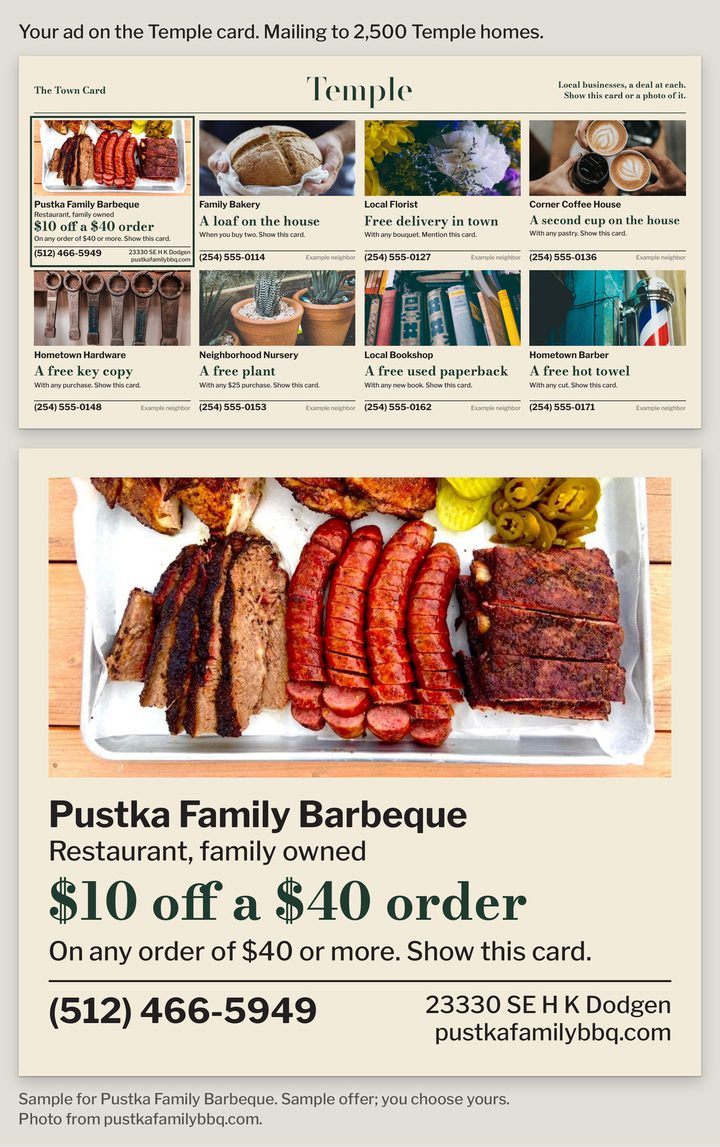 Your ad on the Temple card. Mailing to 2,500 Temple homes.
The Town Card
Temple
Local businesses, a deal at each.
Show this card or a photo of it.
Pustka Family Barbeque
Restaurant, family owned
$10 off a $40 order
On any order of $40 or more. Show this card.
(512) 466-5949
23330 SE H K Dodgen
pustkafamilybbq.com
Family Bakery
A loaf on the house
When you buy two. Show this card.
(254) 555-0114
Example neighbor
Local Florist
Free delivery in town
With any bouquet. Mention this card.
(254) 555-0127
Example neighbor
Corner Coffee House
A second cup on the house
With any pastry. Show this card.
(254) 555-0136
Example neighbor
Hometown Hardware
A free key copy
With any purchase. Show this card.
(254) 555-0148
Example neighbor
Neighborhood Nursery
A free plant
With any $25 purchase. Show this card.
(254) 555-0153
Example neighbor
Local Bookshop
A free used paperback
With any new book. Show this card.
(254) 555-0162
Example neighbor
Hometown Barber
A free hot towel
With any cut. Show this card.
(254) 555-0171
Example neighbor
Pustka Family Barbeque
Restaurant, family owned
$10 off a $40 order
On any order of $40 or more. Show this card.
(512) 466-5949
23330 SE H K Dodgen
pustkafamilybbq.com
Sample for Pustka Family Barbeque. Sample offer; you choose yours.
Photo from pustkafamilybbq.com.